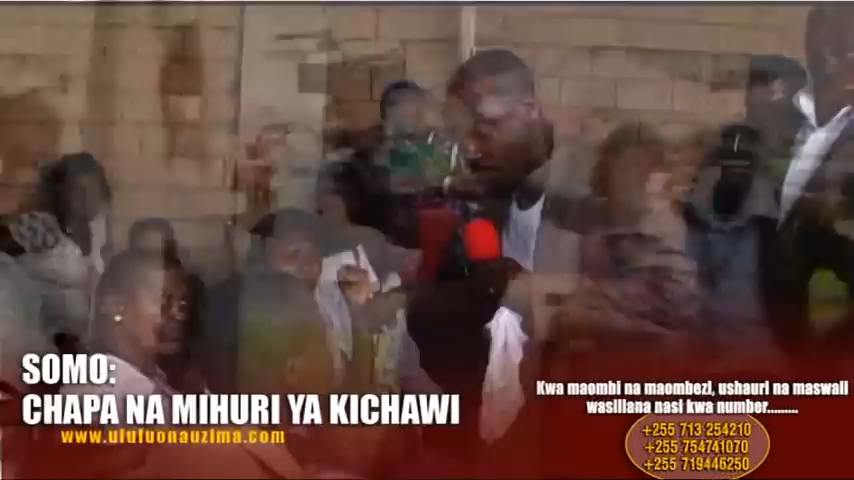 SOMO:
CHAPA NA MIHURI YA KICHAWI
www.ufufuonauzima.com
Kwa maombi na maombezi, ushauri na maswali
wasiliana nasi kwa number.........
+255 713 254210
+255 754741070
+255 719446250